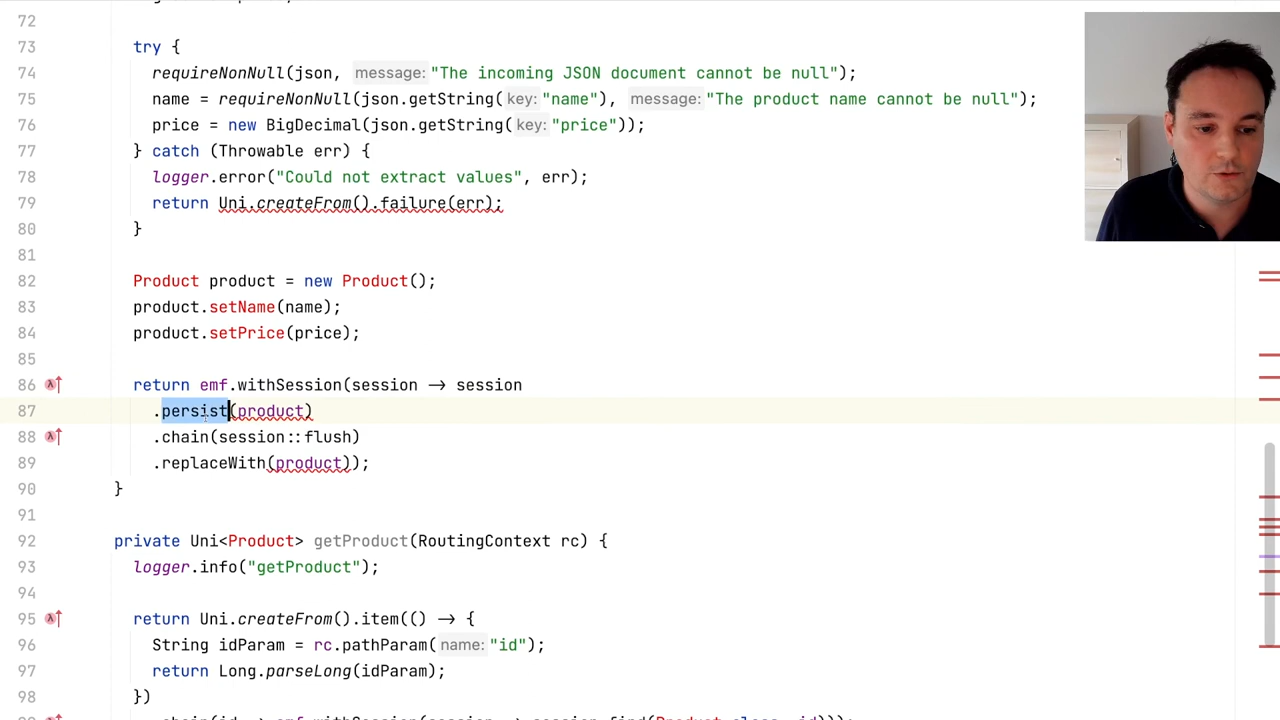 72
73 try {
74 requireNonNull(json, message: "The incoming JSON document cannot be null");
75 name = requireNonNull(json.getString( key: "name"), message: "The product name cannot be null");
76 price = new BigDecimal(json.getString( key: "price"));
77 } catch (Throwable err) {
78 logger.error("Could not extract values", err);
79 return Uni.createFrom().failure(err);
80 }
81
82 Product product = new Product();
83 product.setName(name);
84 product.setPrice(price);
85
86 return emf.withSession(session → session
87 .persist(product)
88 .chain(session::flush)
89 .replaceWith(product));
90 }
91
92 private Uni<Product> getProduct(RoutingContext rc) {
93 logger.info("getProduct");
94
95 return Uni.createFrom().item(() → {
96 String idParam = rc.pathParam( name: "id");
97 return Long.parseLong(idParam);
98 })